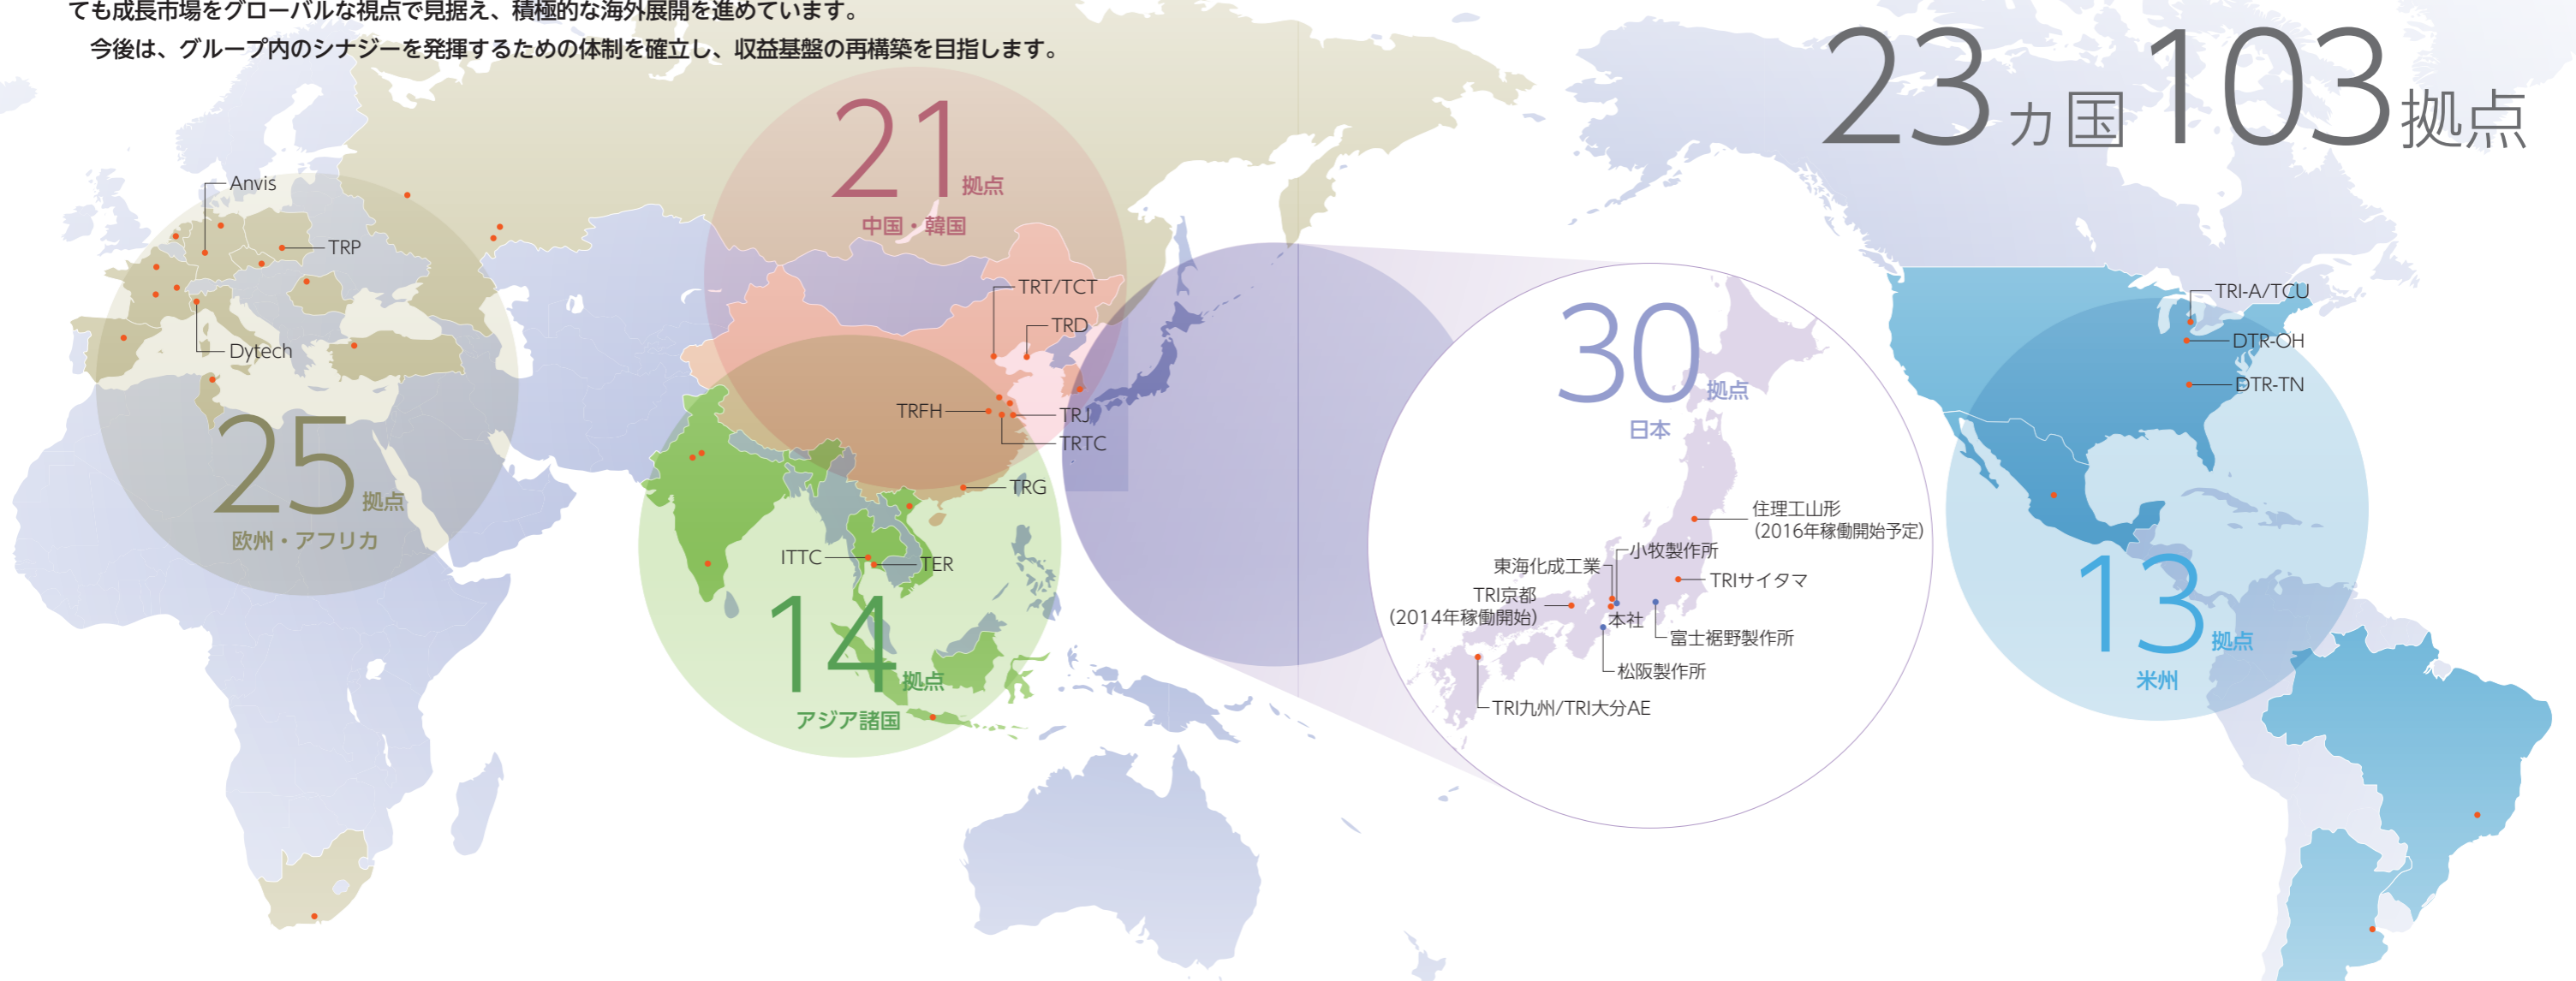 ても成長市場をグローバルな視点で見据え、積極的な海外展開を進めています。
今後は、グループ内のシナジーを発揮するための体制を確立し、収益基盤の再構築を目指します。
23ヵ国103拠点
Anvis
TRP
Dytech
25拠点
欧州・アフリカ
21拠点
中国・韓国
TRT/TCT
TRD
TRFH
TRJ
TRTC
TRG
ITTC
TER
14拠点
アジア諸国
30拠点
日本
住理工山形
(2016年稼働開始予定)
小牧製作所
東海化成工業
TRIサイタマ
TRI京都
(2014年稼働開始)
本社
富士裾野製作所
松阪製作所
TRI九州/TRI大分AE
TRI-A/TCU
DTR-OH
DTR-TN
13拠点
米州